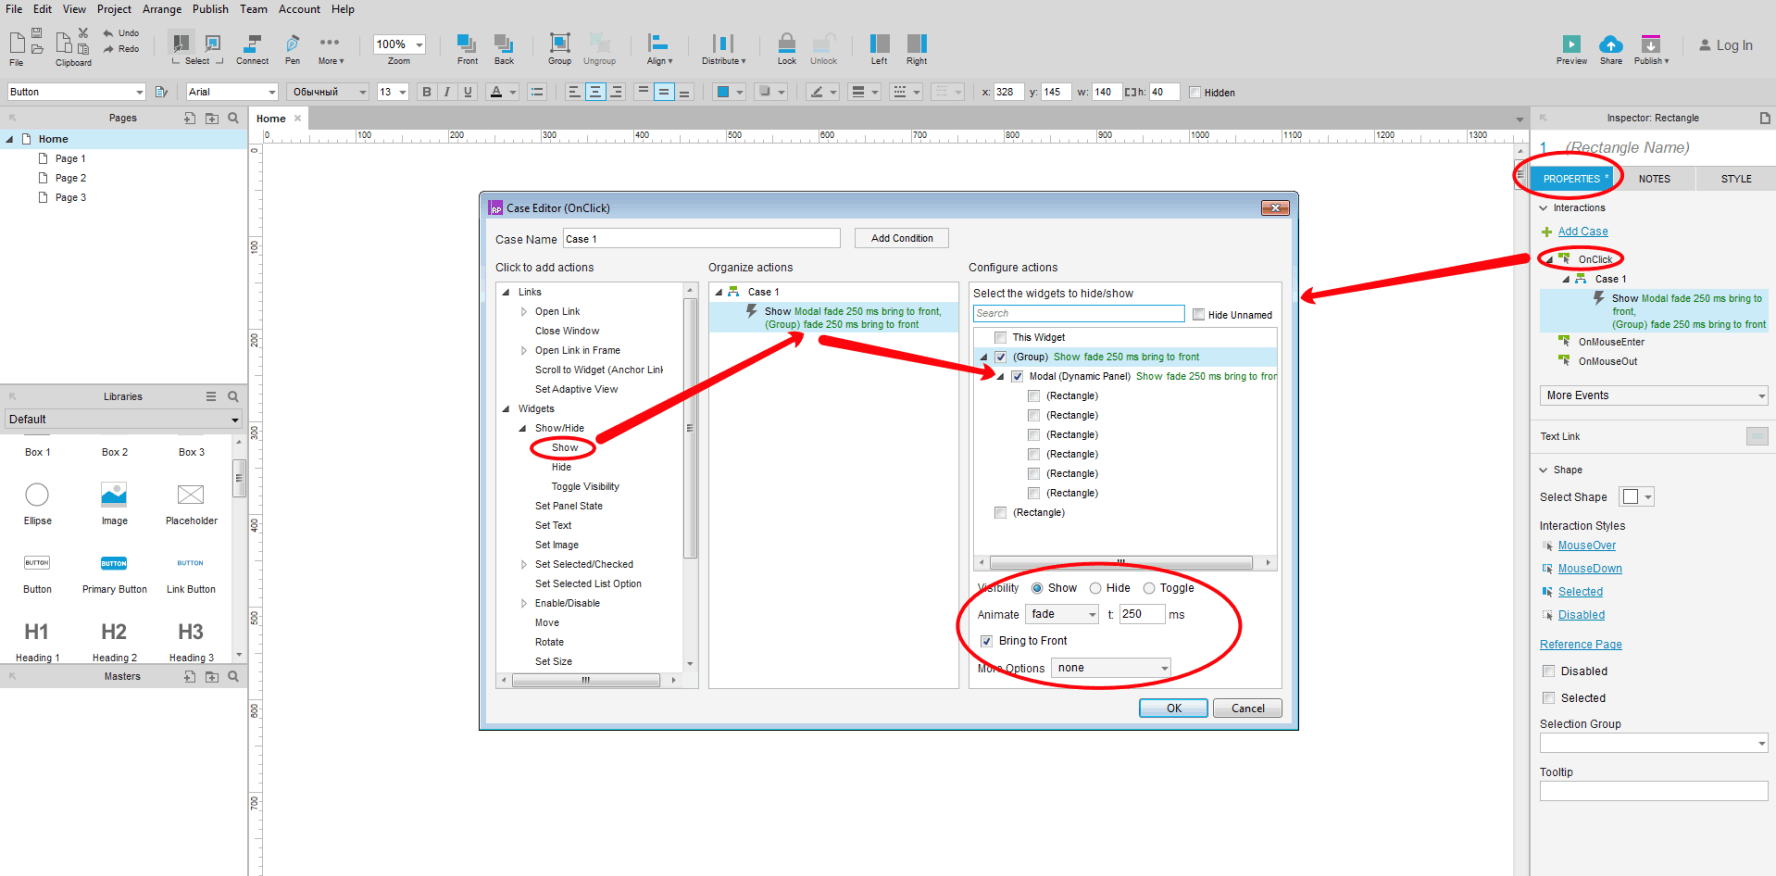 File Edit View Project Arrange Publish Team Account Help
Undo
Redo
File Clipboard Select Connect Pen More ▾ 100% Zoom Front Back Group Ungroup Align ▾ Distribute ▾ Lock Unlock Left Right Preview Share Publish ▾ Log In
Button Arial Обычный 13 B I U A x: 328 y: 145 w: 140 h: 40 Hidden
Pages
Home
Page 1
Page 2
Page 3
Libraries
Default
Box 1 Box 2 Box 3
Ellipse Image Placeholder
BUTTON BUTTON BUTTON
Button Primary Button Link Button
H1 H2 H3
Heading 1 Heading 2 Heading 3
Masters
Home
0 100 200 300 400 500 600 700 800 900 1000 1100 1200 1300
0
100
200
300
400
500
600
700
RP Case Editor (OnClick)
Case Name Case 1 Add Condition
Click to add actions
Links
Open Link
Close Window
Open Link in Frame
Scroll to Widget (Anchor Link
Set Adaptive View
Widgets
Show/Hide
Show
Hide
Toggle Visibility
Set Panel State
Set Text
Set Image
Set Selected/Checked
Set Selected List Option
Enable/Disable
Move
Rotate
Set Size
Organize actions
Case 1
Show Modal fade 250 ms bring to front,
(Group) fade 250 ms bring to front
Configure actions
Select the widgets to hide/show
Search Hide Unnamed
This Widget
(Group) Show fade 250 ms bring to front
Modal (Dynamic Panel) Show fade 250 ms bring to fron
(Rectangle)
(Rectangle)
(Rectangle)
(Rectangle)
(Rectangle)
(Rectangle)
(Rectangle)
Visibility Show Hide Toggle
Animate fade t: 250 ms
Bring to Front
More Options none
OK Cancel
Inspector: Rectangle
1 (Rectangle Name)
PROPERTIES * NOTES STYLE
Interactions
Add Case
OnClick
Case 1
Show Modal fade 250 ms bring to
front,
(Group) fade 250 ms bring to front
OnMouseEnter
OnMouseOut
More Events
Text Link
Shape
Select Shape
Interaction Styles
MouseOver
MouseDown
Selected
Disabled
Reference Page
Disabled
Selected
Selection Group
Tooltip